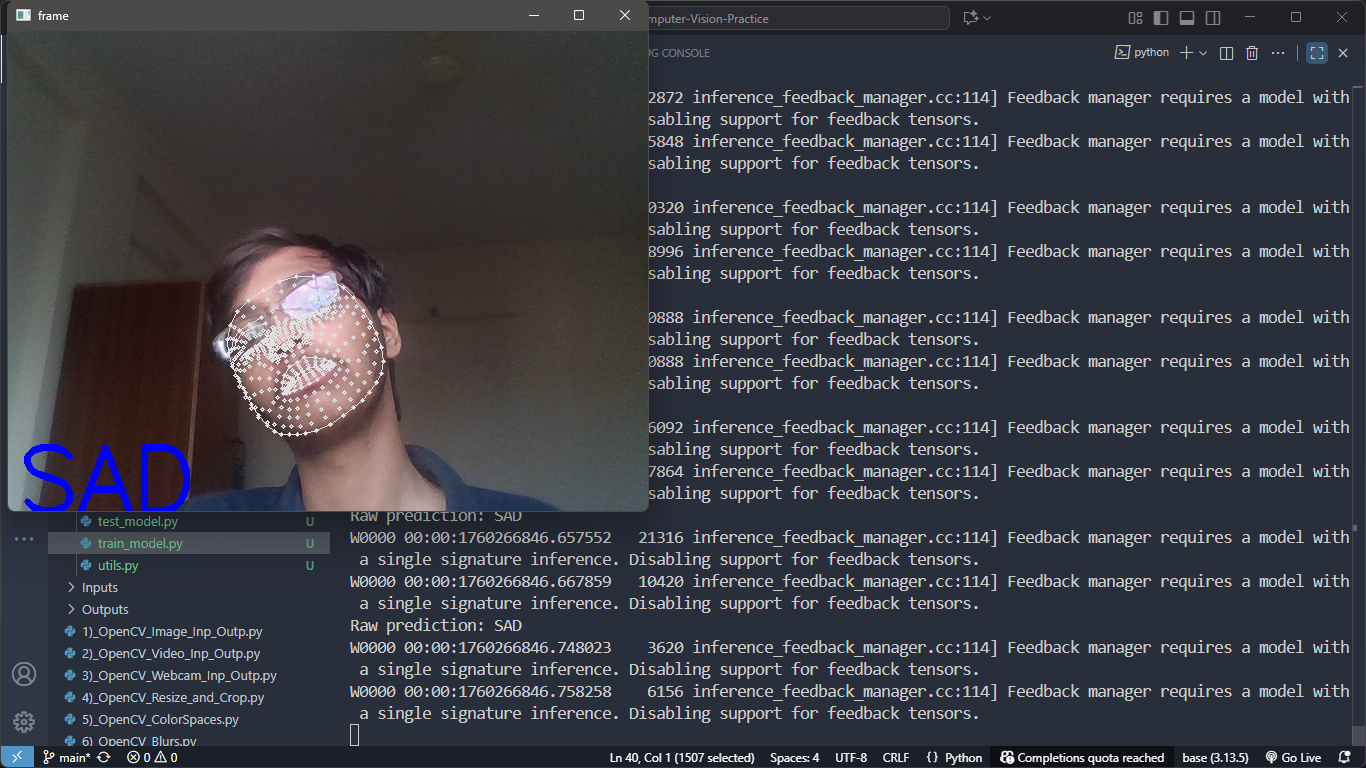 frame
mputer-Vision-Practice
G CONSOLE
python
2872 inference_feedback_manager.cc:114] Feedback manager requires a model with
sabling support for feedback tensors.
5848 inference_feedback_manager.cc:114] Feedback manager requires a model with
sabling support for feedback tensors.
0320 inference_feedback_manager.cc:114] Feedback manager requires a model with
sabling support for feedback tensors.
8996 inference_feedback_manager.cc:114] Feedback manager requires a model with
sabling support for feedback tensors.
0888 inference_feedback_manager.cc:114] Feedback manager requires a model with
sabling support for feedback tensors.
0888 inference_feedback_manager.cc:114] Feedback manager requires a model with
sabling support for feedback tensors.
6092 inference_feedback_manager.cc:114] Feedback manager requires a model with
sabling support for feedback tensors.
7864 inference_feedback_manager.cc:114] Feedback manager requires a model with
sabling support for feedback tensors.
SAD
Raw prediction: SAD
W0000 00:00:1760266846.657552 21316 inference_feedback_manager.cc:114] Feedback manager requires a model with
a single signature inference. Disabling support for feedback tensors.
W0000 00:00:1760266846.667859 10420 inference_feedback_manager.cc:114] Feedback manager requires a model with
a single signature inference. Disabling support for feedback tensors.
Raw prediction: SAD
W0000 00:00:1760266846.748023 3620 inference_feedback_manager.cc:114] Feedback manager requires a model with
a single signature inference. Disabling support for feedback tensors.
W0000 00:00:1760266846.758258 6156 inference_feedback_manager.cc:114] Feedback manager requires a model with
a single signature inference. Disabling support for feedback tensors.
test_model.py U
train_model.py U
utils.py U
Inputs
Outputs
1)_OpenCV_Image_Inp_Outp.py
2)_OpenCV_Video_Inp_Outp.py
3)_OpenCV_Webcam_Inp_Outp.py
4)_OpenCV_Resize_and_Crop.py
5)_OpenCV_ColorSpaces.py
6)_OpenCV_Blurs.py
main* 0 0 Ln 40, Col 1 (1507 selected) Spaces: 4 UTF-8 CRLF {} Python Completions quota reached base (3.13.5) Go Live